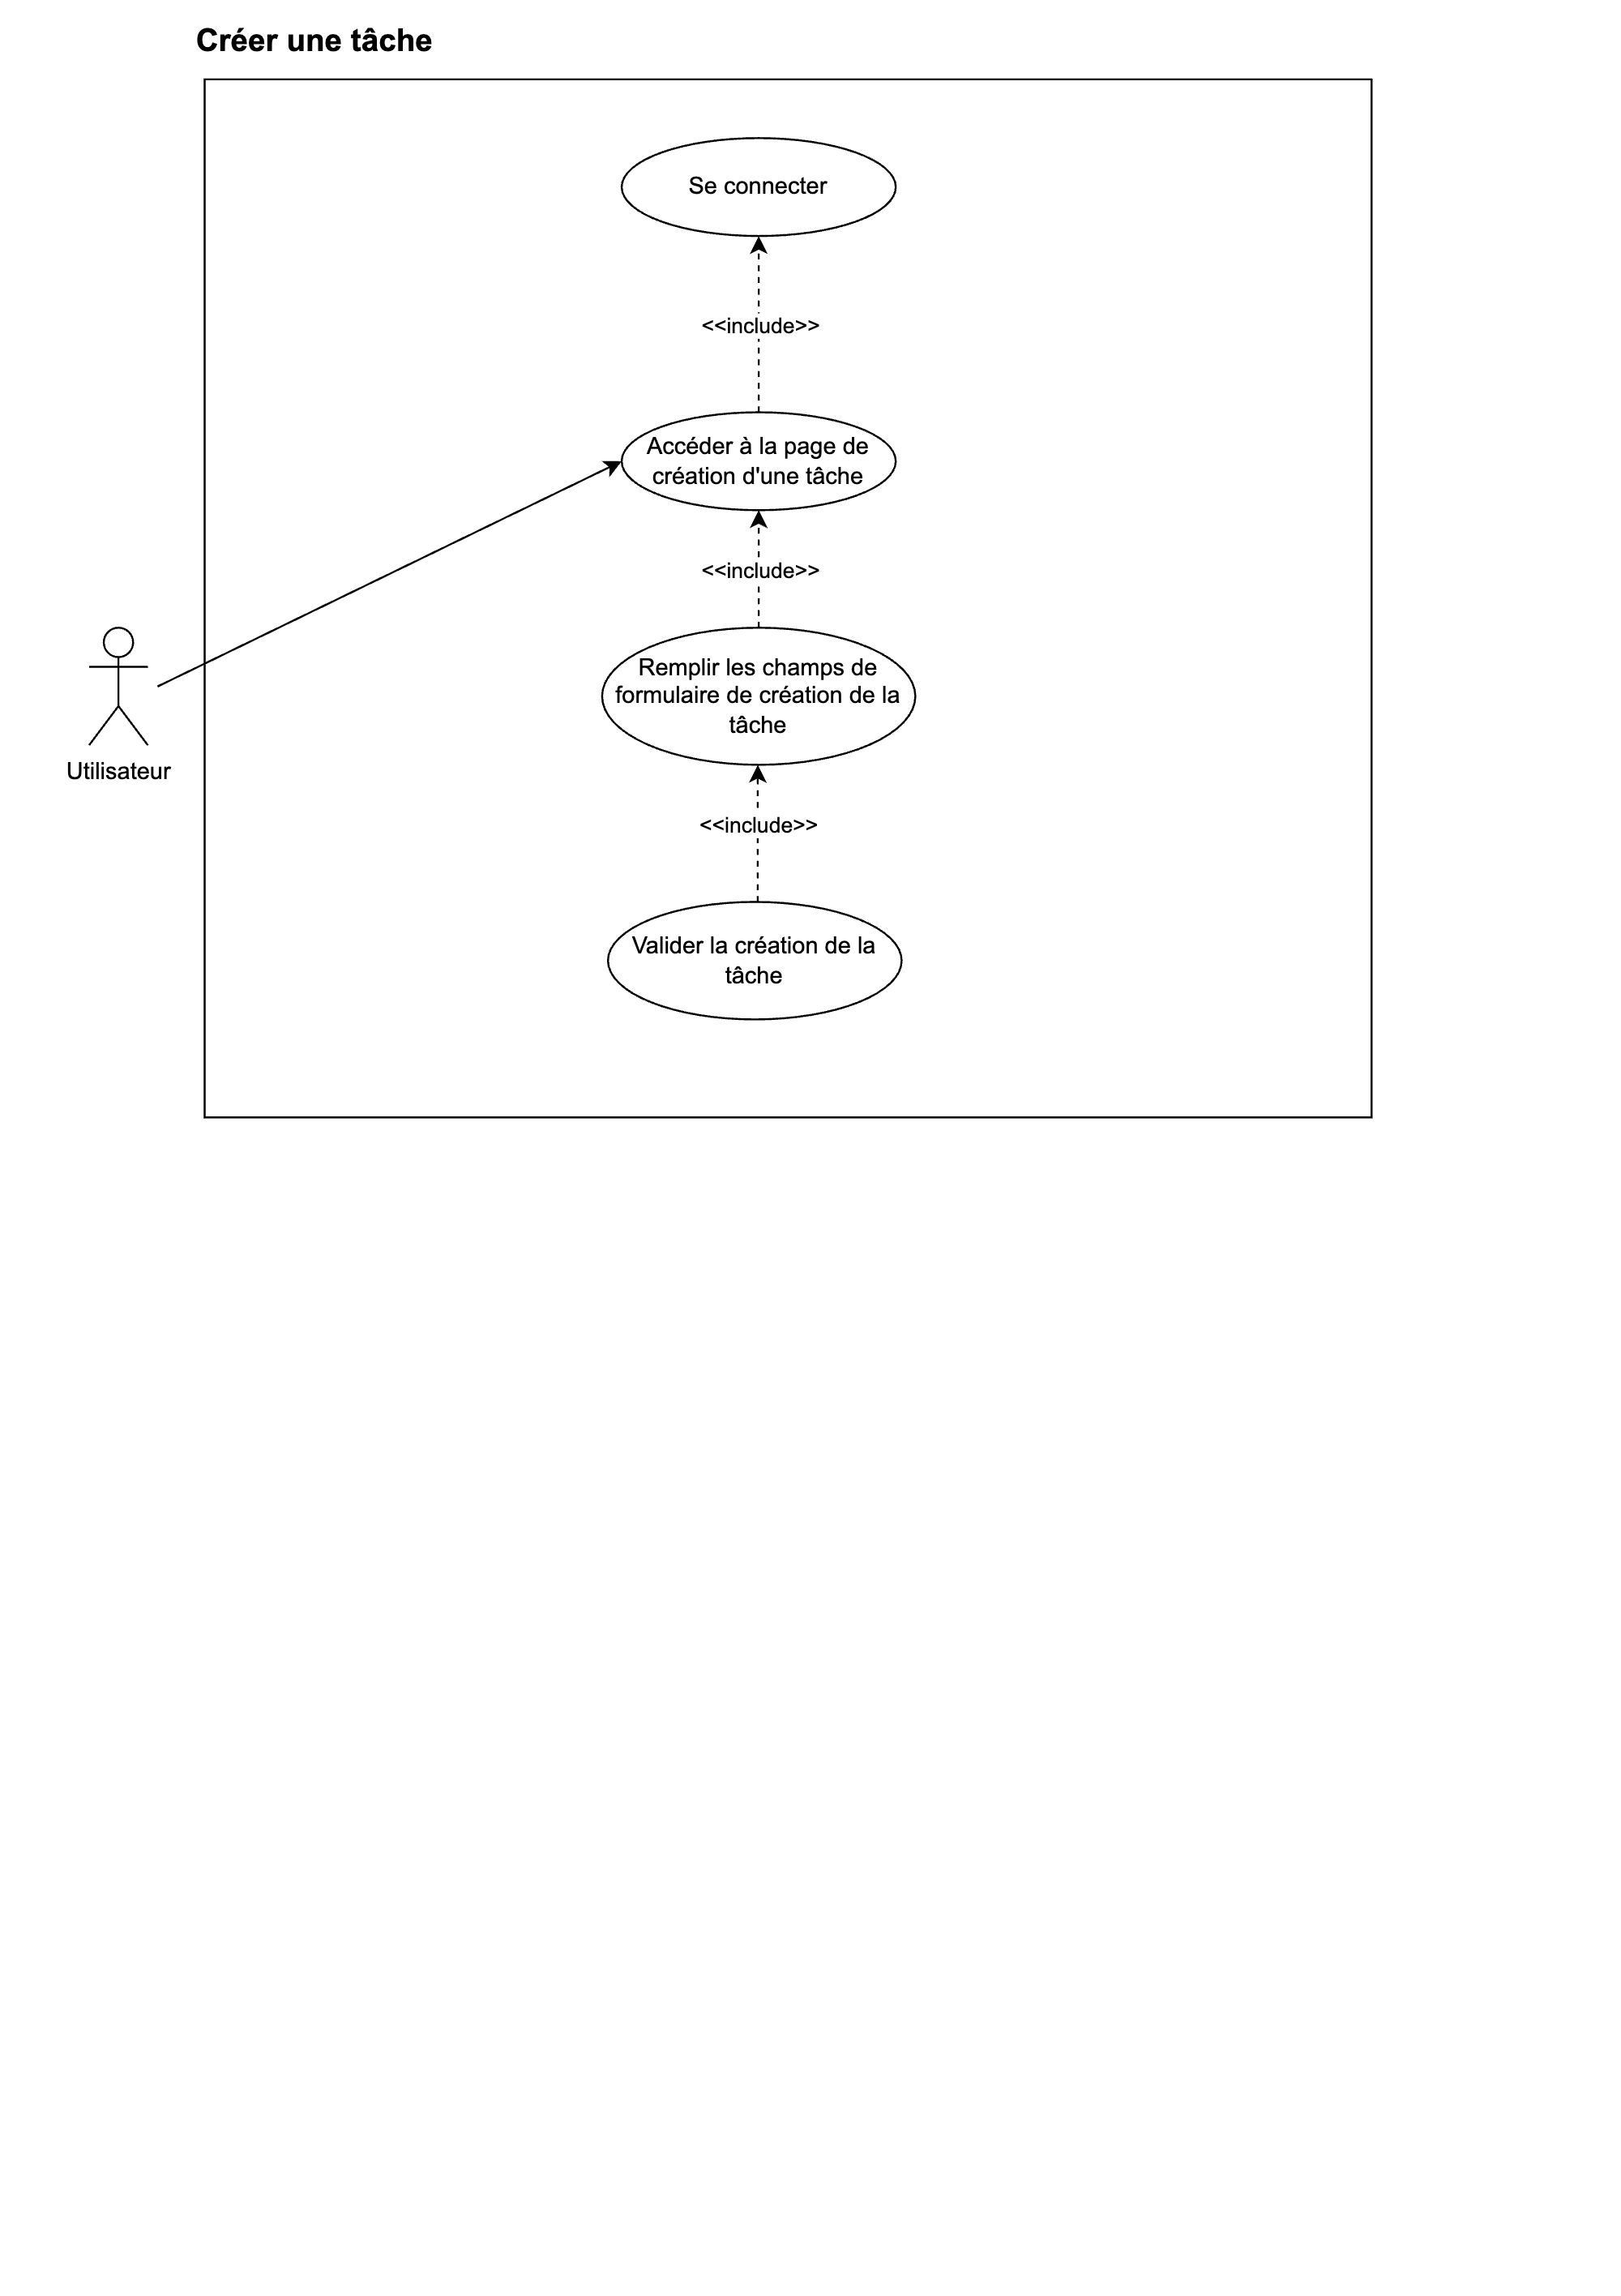 Créer une tâche
Se connecter
<<include>>
Accéder à la page de
création d'une tâche
<<include>>
Remplir les champs de
formulaire de création de la
tâche
Utilisateur
<<include>>
Valider la création de la
tâche